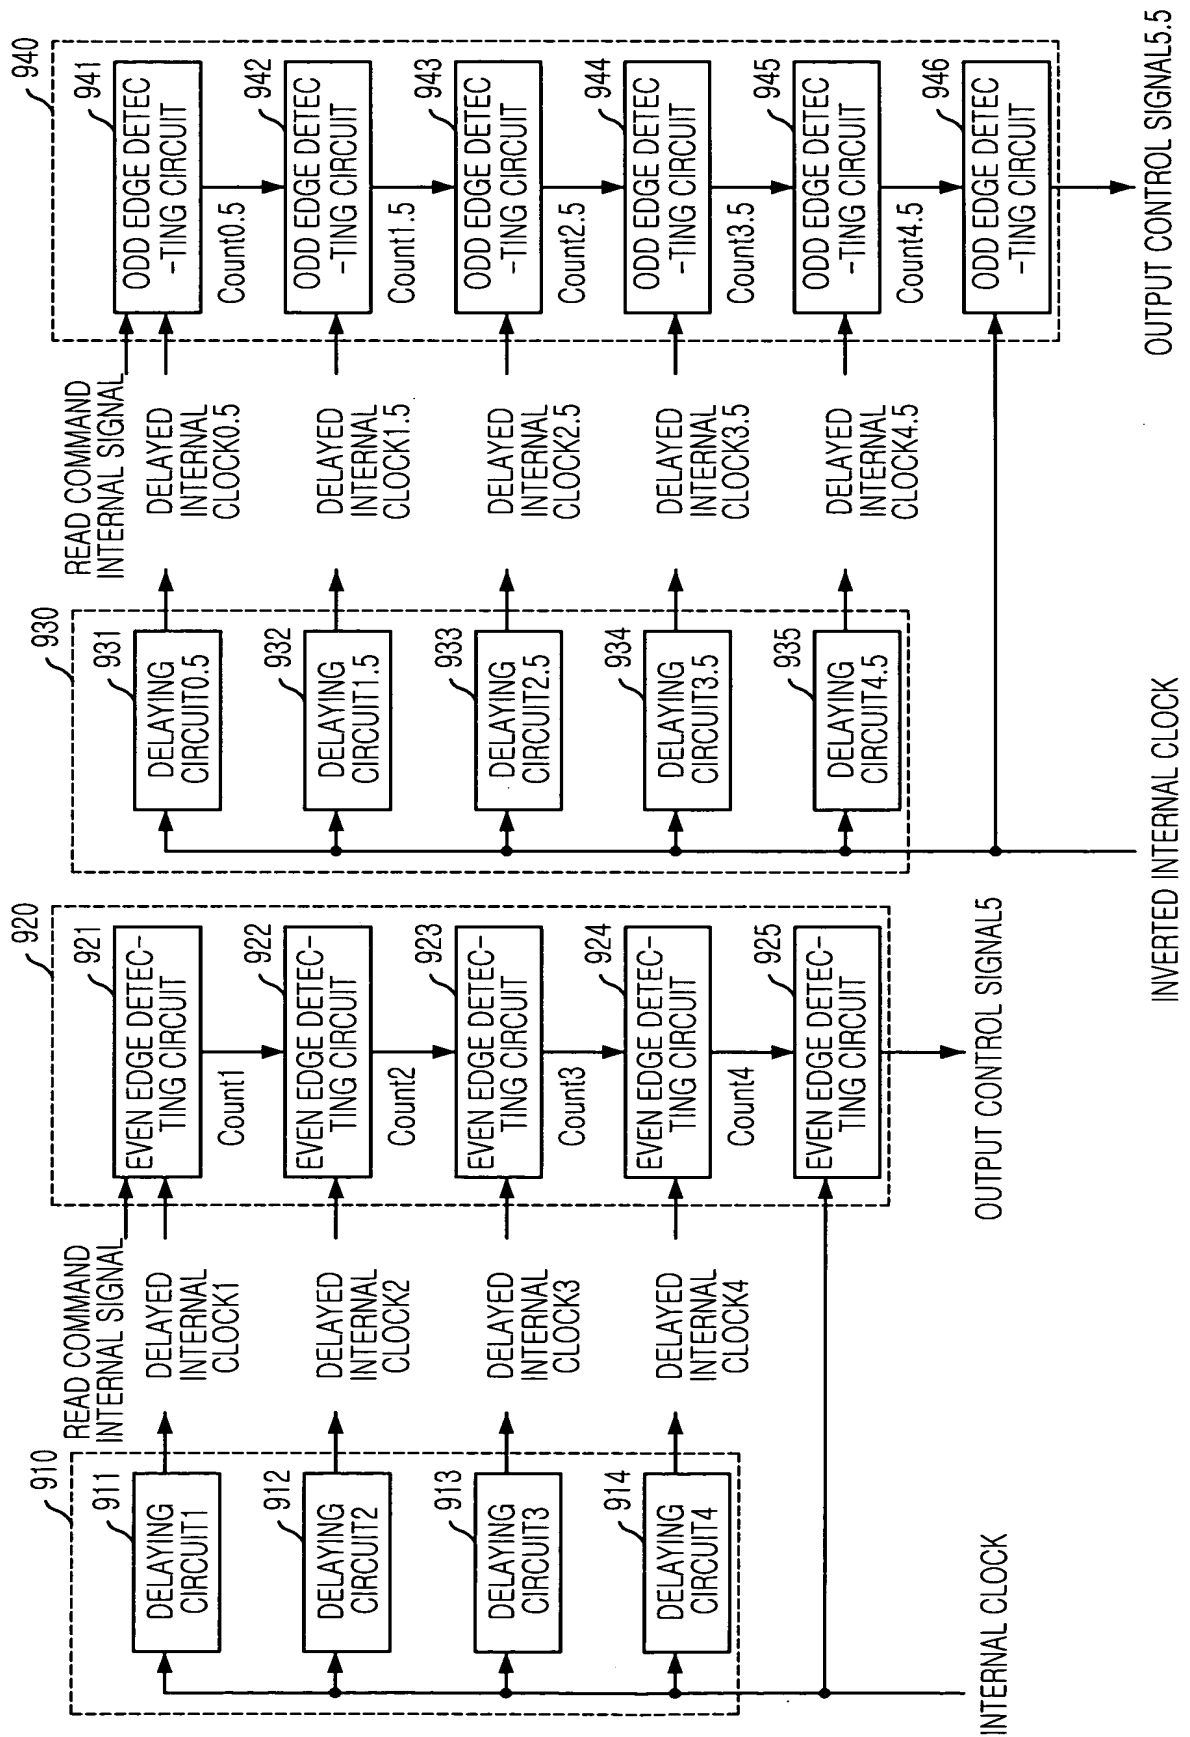 910
911
DELAYING
CIRCUIT1
912
DELAYING
CIRCUIT2
913
DELAYING
CIRCUIT3
914
DELAYING
CIRCUIT4
INTERNAL CLOCK
READ COMMAND
INTERNAL SIGNAL
DELAYED
INTERNAL
CLOCK1
DELAYED
INTERNAL
CLOCK2
DELAYED
INTERNAL
CLOCK3
DELAYED
INTERNAL
CLOCK4
920
921
EVEN EDGE DETEC-
TING CIRCUIT
Count1
922
EVEN EDGE DETEC-
TING CIRCUIT
Count2
923
EVEN EDGE DETEC-
TING CIRCUIT
Count3
924
EVEN EDGE DETEC-
TING CIRCUIT
Count4
925
EVEN EDGE DETEC-
TING CIRCUIT
OUTPUT CONTROL SIGNAL5
930
931
DELAYING
CIRCUIT0.5
932
DELAYING
CIRCUIT1.5
933
DELAYING
CIRCUIT2.5
934
DELAYING
CIRCUIT3.5
935
DELAYING
CIRCUIT4.5
INVERTED INTERNAL CLOCK
READ COMMAND
INTERNAL SIGNAL
DELAYED
INTERNAL
CLOCK0.5
DELAYED
INTERNAL
CLOCK1.5
DELAYED
INTERNAL
CLOCK2.5
DELAYED
INTERNAL
CLOCK3.5
DELAYED
INTERNAL
CLOCK4.5
940
941
ODD EDGE DETEC
-TING CIRCUIT
Count0.5
942
ODD EDGE DETEC
-TING CIRCUIT
Count1.5
943
ODD EDGE DETEC
-TING CIRCUIT
Count2.5
944
ODD EDGE DETEC
-TING CIRCUIT
Count3.5
945
ODD EDGE DETEC
-TING CIRCUIT
Count4.5
946
ODD EDGE DETEC
-TING CIRCUIT
OUTPUT CONTROL SIGNAL5.5